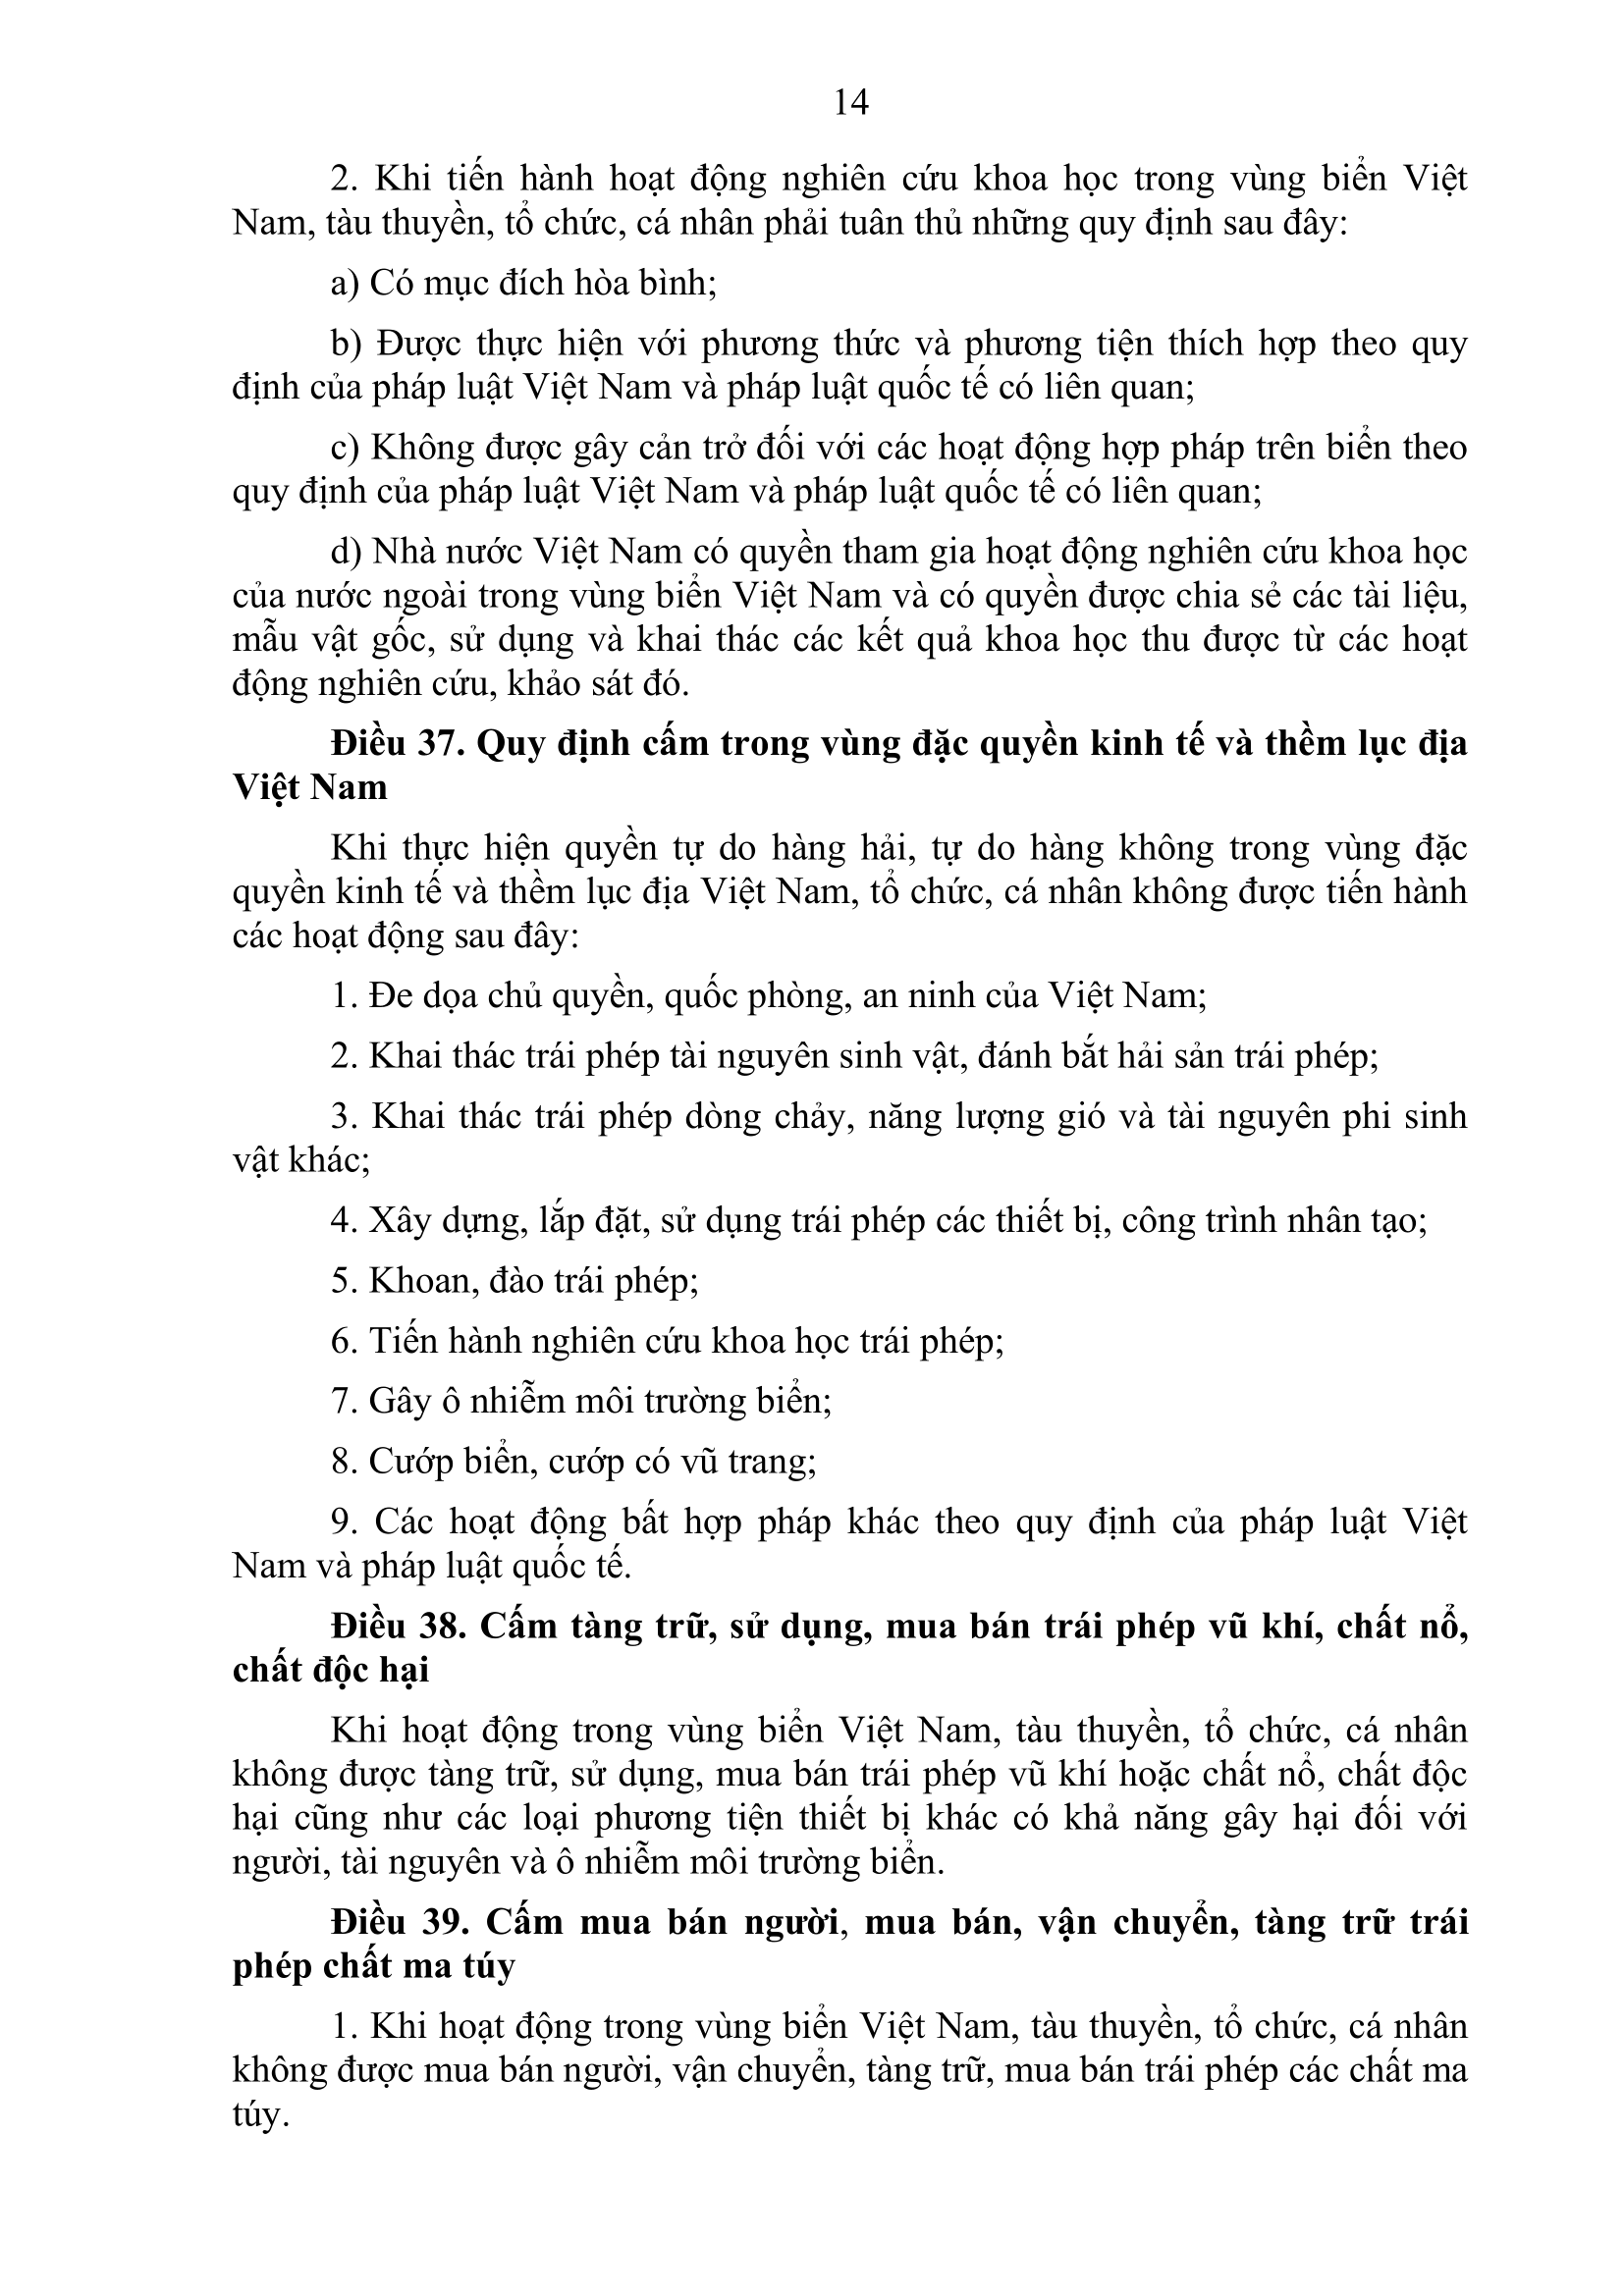 14
2. Khi tiến hành hoạt động nghiên cứu khoa học trong vùng biển Việt
Nam, tàu thuyền, tổ chức, cá nhân phải tuân thủ những quy định sau đây:
a) Có mục đích hòa bình;
b) Được thực hiện với phương thức và phương tiện thích hợp theo quy
định của pháp luật Việt Nam và pháp luật quốc tế có liên quan;
c) Không được gây cản trở đối với các hoạt động hợp pháp trên biển theo
quy định của pháp luật Việt Nam và pháp luật quốc tế có liên quan;
d) Nhà nước Việt Nam có quyền tham gia hoạt động nghiên cứu khoa học
của nước ngoài trong vùng biển Việt Nam và có quyền được chia sẻ các tài liệu,
mẫu vật gốc, sử dụng và khai thác các kết quả khoa học thu được từ các hoạt
động nghiên cứu, khảo sát đó.
Điều 37. Quy định cấm trong vùng đặc quyền kinh tế và thềm lục địa
Việt Nam
Khi thực hiện quyền tự do hàng hải, tự do hàng không trong vùng đặc
quyền kinh tế và thềm lục địa Việt Nam, tổ chức, cá nhân không được tiến hành
các hoạt động sau đây:
1. Đe dọa chủ quyền, quốc phòng, an ninh của Việt Nam;
2. Khai thác trái phép tài nguyên sinh vật, đánh bắt hải sản trái phép;
3. Khai thác trái phép dòng chảy, năng lượng gió và tài nguyên phi sinh
vật khác;
4. Xây dựng, lắp đặt, sử dụng trái phép các thiết bị, công trình nhân tạo;
5. Khoan, đào trái phép;
6. Tiến hành nghiên cứu khoa học trái phép;
7. Gây ô nhiễm môi trường biển;
8. Cướp biển, cướp có vũ trang;
9. Các hoạt động bất hợp pháp khác theo quy định của pháp luật Việt
Nam và pháp luật quốc tế.
Điều 38. Cấm tàng trữ, sử dụng, mua bán trái phép vũ khí, chất nổ,
chất độc hại
Khi hoạt động trong vùng biển Việt Nam, tàu thuyền, tổ chức, cá nhân
không được tàng trữ, sử dụng, mua bán trái phép vũ khí hoặc chất nổ, chất độc
hại cũng như các loại phương tiện thiết bị khác có khả năng gây hại đối với
người, tài nguyên và ô nhiễm môi trường biển.
Điều 39. Cấm mua bán người, mua bán, vận chuyển, tàng trữ trái
phép chất ma túy
1. Khi hoạt động trong vùng biển Việt Nam, tàu thuyền, tổ chức, cá nhân
không được mua bán người, vận chuyển, tàng trữ, mua bán trái phép các chất ma
túy.